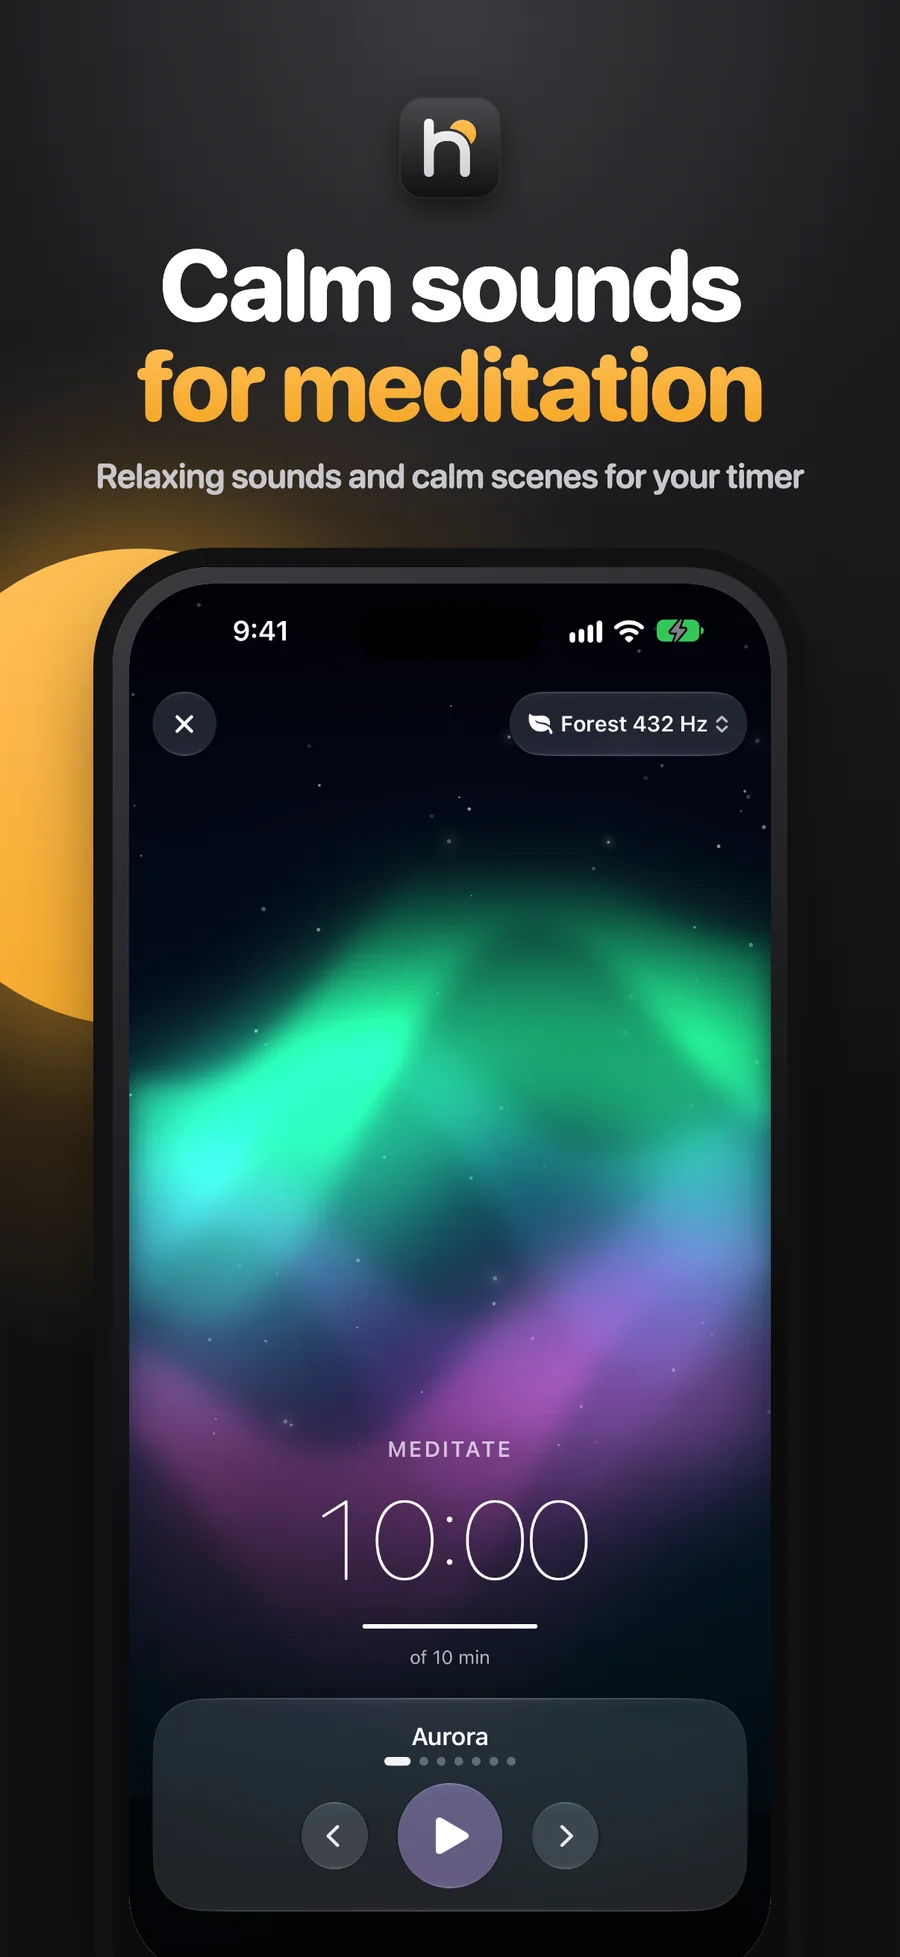 h
Calm sounds
for meditation
Relaxing sounds and calm scenes for your timer
9:41
Forest 432 Hz
MEDITATE
10:00
of 10 min
Aurora